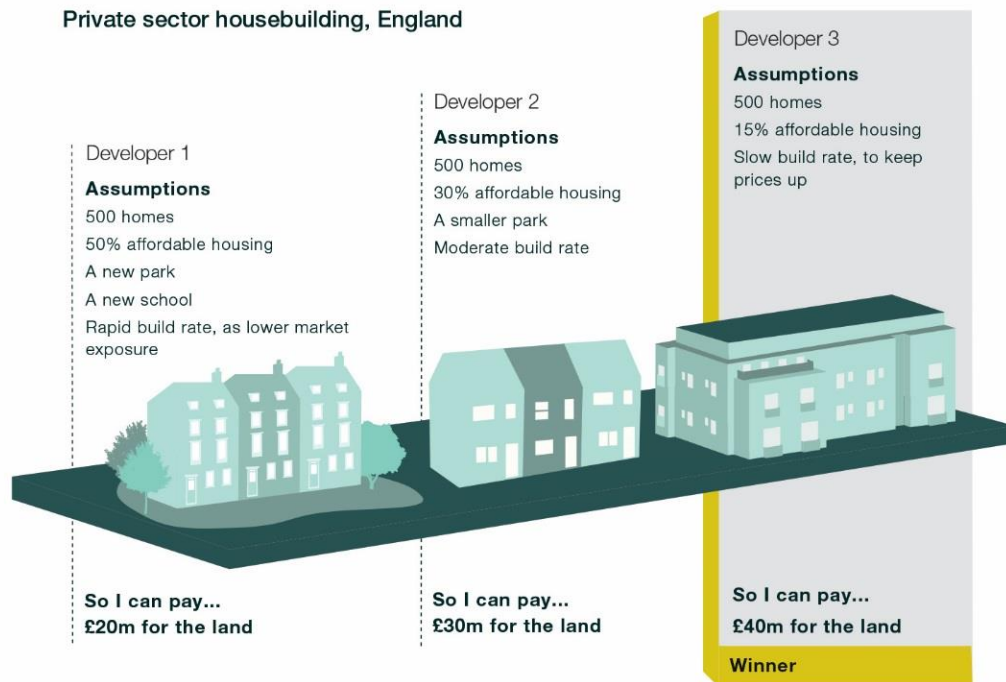 Private sector housebuilding, England
Developer 1
Assumptions
500 homes
50% affordable housing
A new park
A new school
Rapid build rate, as lower market
exposure
So I can pay...
£20m for the land
Developer 2
Assumptions
500 homes
30% affordable housing
A smaller park
Moderate build rate
So I can pay...
£30m for the land
Developer 3
Assumptions
500 homes
15% affordable housing
Slow build rate, to keep
prices up
So I can pay...
£40m for the land
Winner